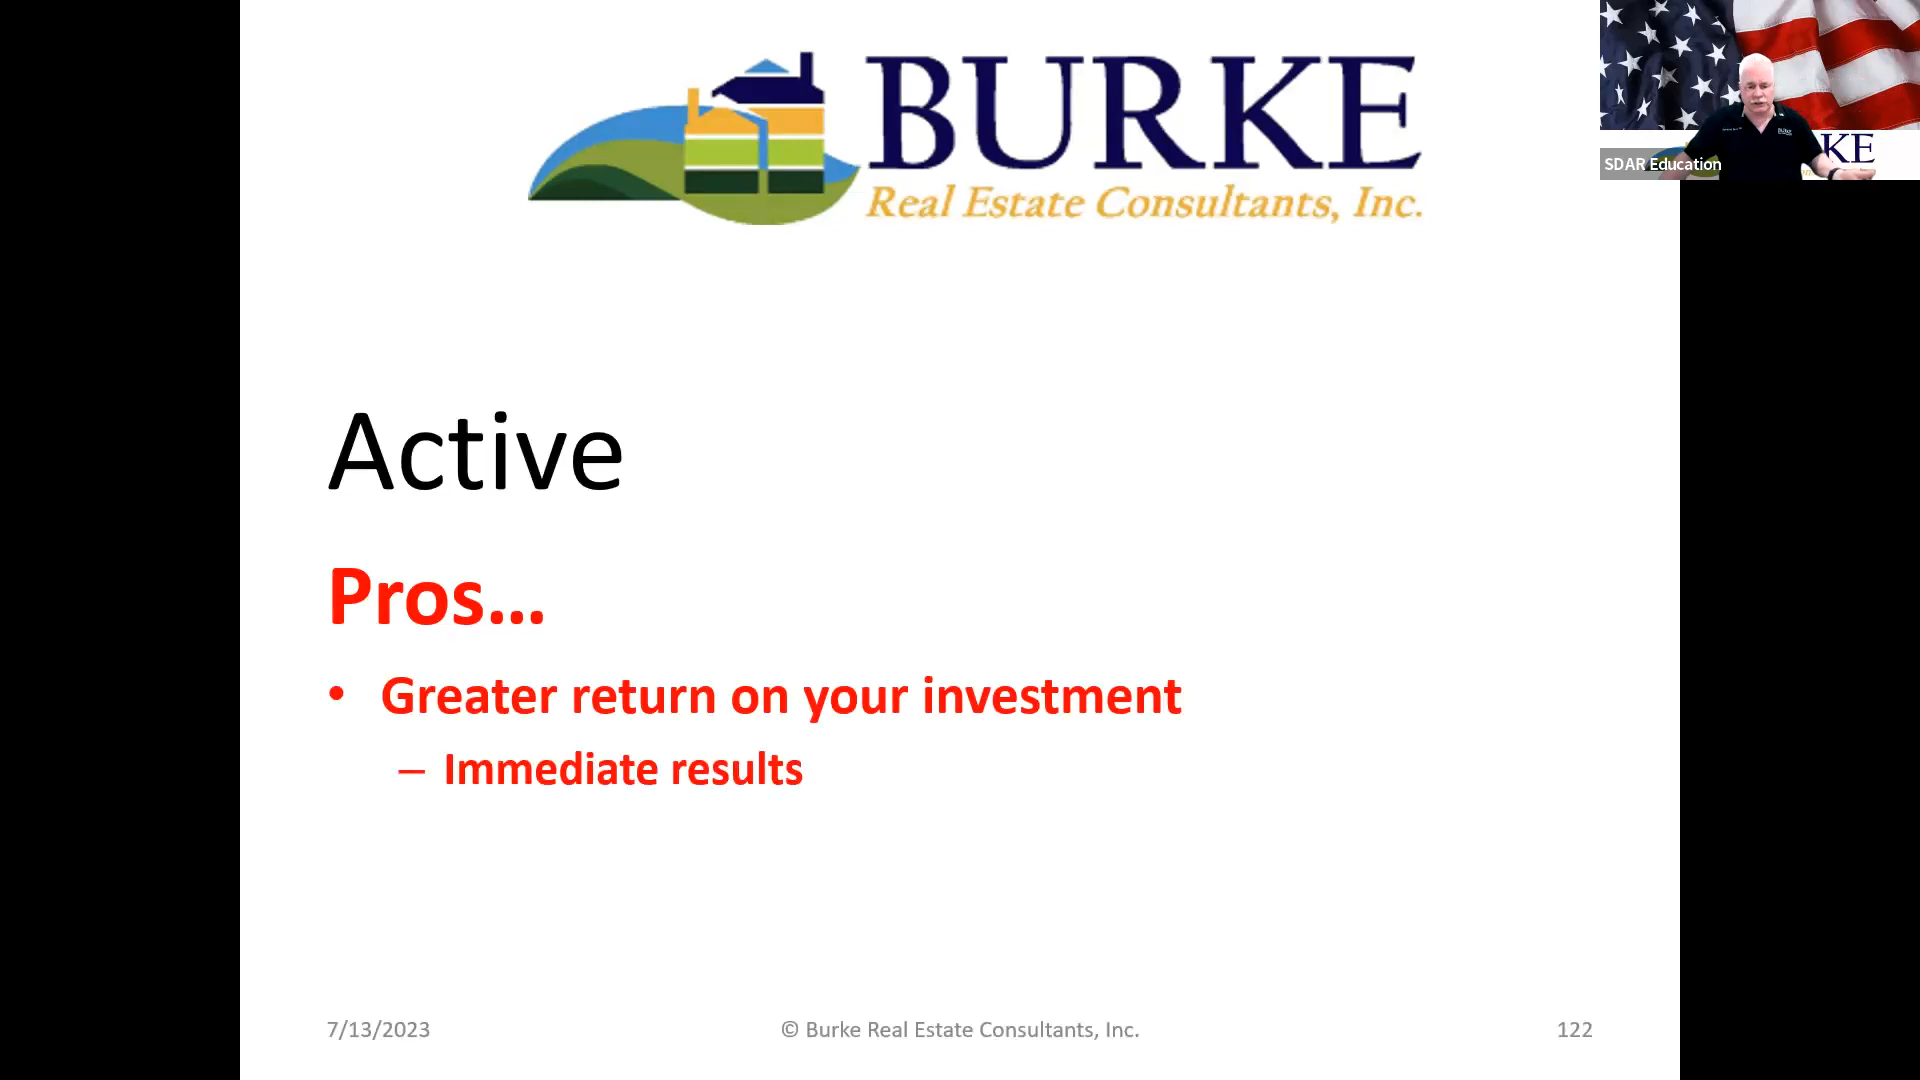 BURKE
Real Estate Consultants, Inc.
KE
SDAR Education
Active
Pros...
• Greater return on your investment
– Immediate results
7/13/2023
© Burke Real Estate Consultants, Inc.
122